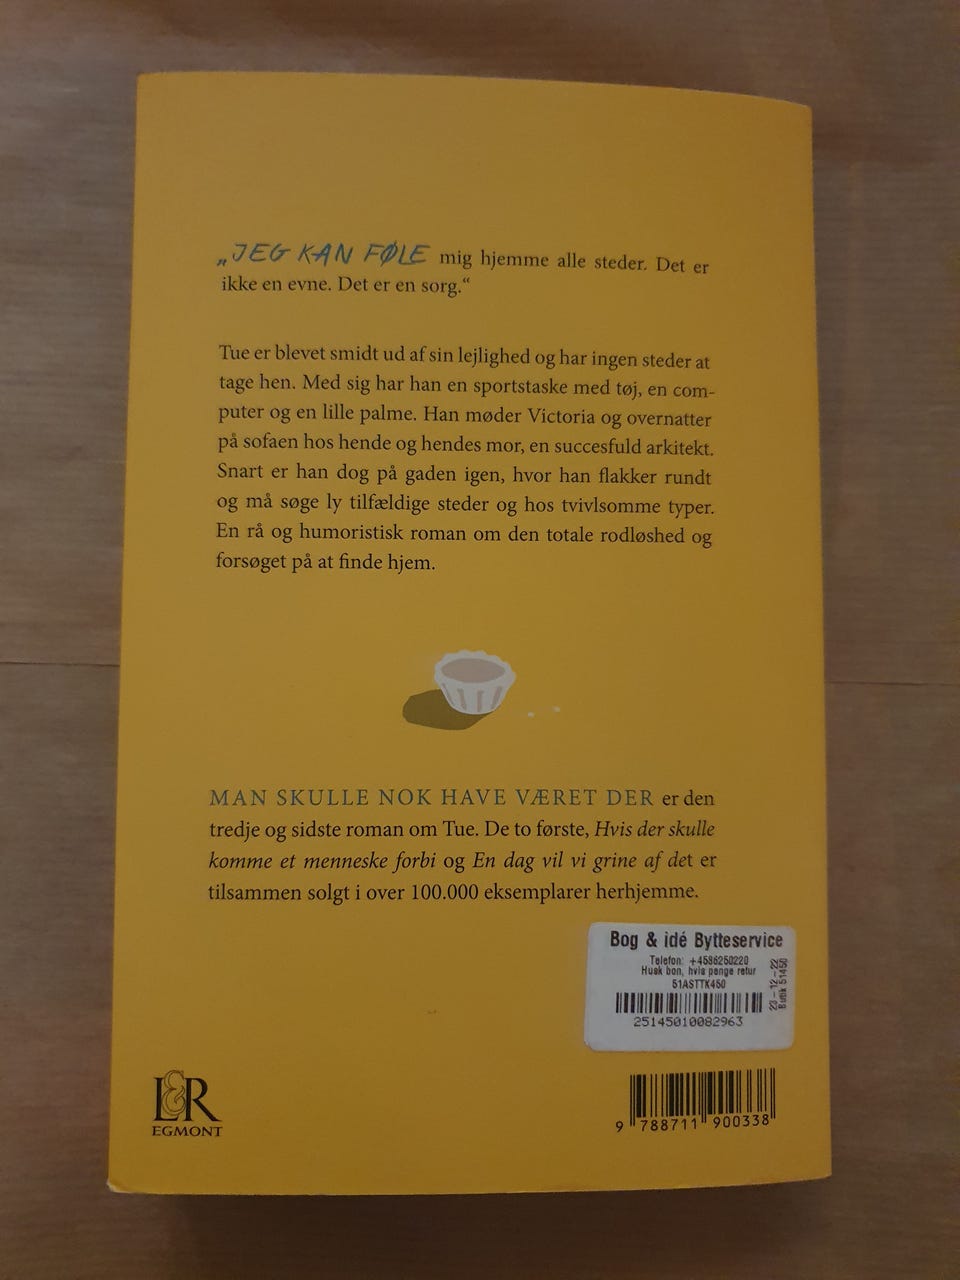 „JEG KAN FØLE mig hjemme alle steder. Det er
ikke en evne. Det er en sorg.“
Tue er blevet smidt ud af sin lejlighed og har ingen steder at
tage hen. Med sig har han en sportstaske med tøj, en com-
puter og en lille palme. Han møder Victoria og overnatter
på sofaen hos hende og hendes mor, en succesfuld arkitekt.
Snart er han dog på gaden igen, hvor han flakker rundt
og må søge ly tilfældige steder og hos tvivlsomme typer.
En rå og humoristisk roman om den totale rodløshed og
forsøget på at finde hjem.
MAN SKULLE NOK HAVE VÆRET DER er den
tredje og sidste roman om Tue. De to første, Hvis der skulle
komme et menneske forbi og En dag vil vi grine af det er
tilsammen solgt i over 100.000 eksemplarer herhjemme.
Bog & idé Bytteservice
Telefon: +4586250220
Husk bon, hvis penge retur
51ASTTK450
25145010082963
23-12-22
Butik 51450
L&R
EGMONT
9 788711 900338